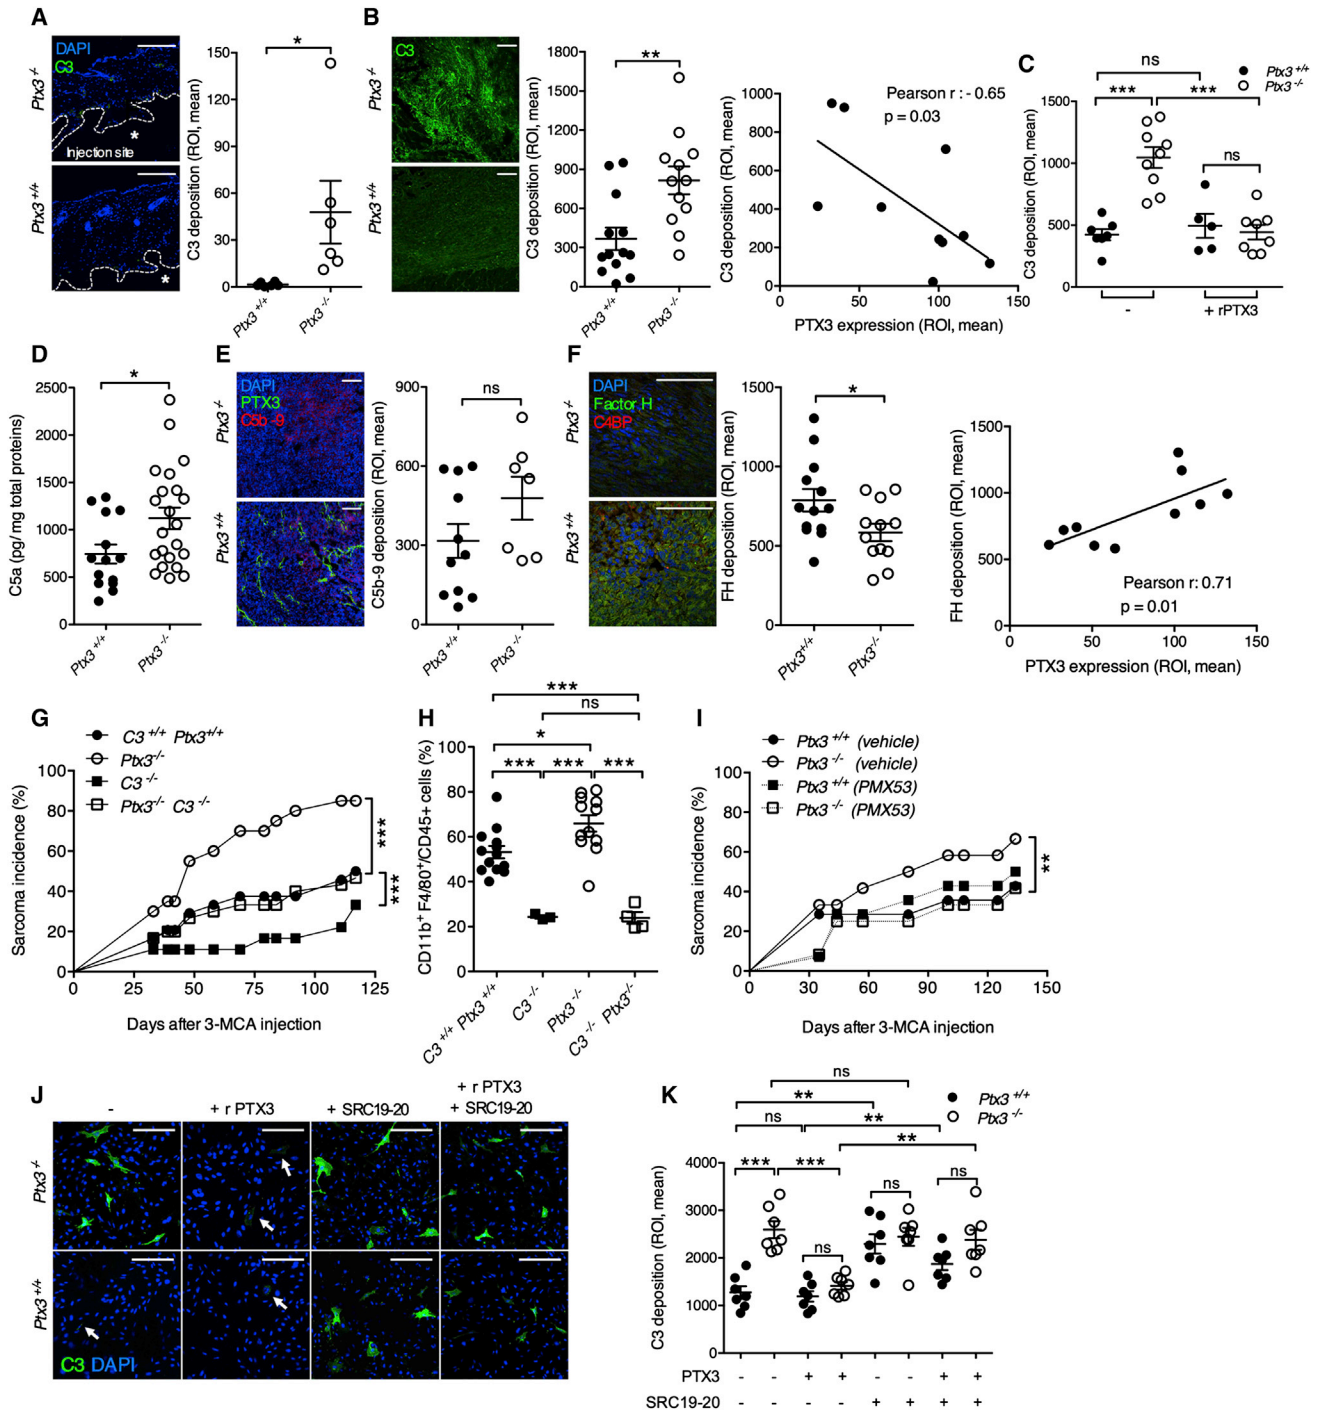 A
DAPI
C3
Ptx3 -/-
*
Injection site
Ptx3 +/+
*
C3 deposition (ROI, mean)
150
120
90
60
30
0
*
Ptx3 +/+
Ptx3 -/-
B
C3
Ptx3 -/-
Ptx3 +/+
C3 deposition (ROI, mean)
1800
1500
1200
900
600
300
0
**
Ptx3 +/+
Ptx3 -/-
C3 deposition (ROI, mean)
1000
800
600
400
200
0
Pearson r : - 0.65
p = 0.03
0 50 100 150
PTX3 expression (ROI, mean)
C
Ptx3 +/+
Ptx3 -/-
ns
*** ***
ns
C3 deposition (ROI, mean)
1500
1000
500
0
- + rPTX3
D
C5a (pg/ mg total proteins)
2500
2000
1500
1000
500
0
*
Ptx3 +/+
Ptx3 -/-
E
DAPI
PTX3
C5b -9
Ptx3 -/-
Ptx3 +/+
C5b-9 deposition (ROI, mean)
900
600
300
0
ns
Ptx3 +/+
Ptx3 -/-
F
DAPI
Factor H
C4BP
Ptx3 -/-
Ptx3 +/+
FH deposition (ROI, mean)
1500
1000
500
0
*
Ptx3 +/+
Ptx3 -/-
FH deposition (ROI, mean)
1500
1000
500
0
Pearson r: 0.71
p = 0.01
0 50 100 150
PTX3 expression (ROI, mean)
G
C3 +/+ Ptx3 +/+
Ptx3 -/-
C3 -/-
Ptx3 -/- C3 -/-
Sarcoma incidence (%)
100
80
60
40
20
0
***
***
0 25 50 75 100 125
Days after 3-MCA injection
H
***
ns
*
*** *** ***
CD11b+ F4/80+/CD45+ cells (%)
100
80
60
40
20
0
C3 +/+ Ptx3 +/+
C3 -/-
Ptx3 -/-
C3 -/- Ptx3 -/-
I
Ptx3 +/+ (vehicle)
Ptx3 -/- (vehicle)
Ptx3 +/+ (PMX53)
Ptx3 -/- (PMX53)
Sarcoma incidence (%)
100
80
60
40
20
0
**
0 30 60 90 120 150
Days after 3-MCA injection
J
- + r PTX3 + SRC19-20 + r PTX3
+ SRC19-20
Ptx3 -/-
Ptx3 +/+
C3 DAPI
K
Ptx3 +/+
Ptx3 -/-
ns
**
ns **
**
*** *** ns ns
ns
C3 deposition (ROI, mean)
4000
3000
2000
1000
0
PTX3 - - + + - - + +
SRC19-20 - - - - + + + +